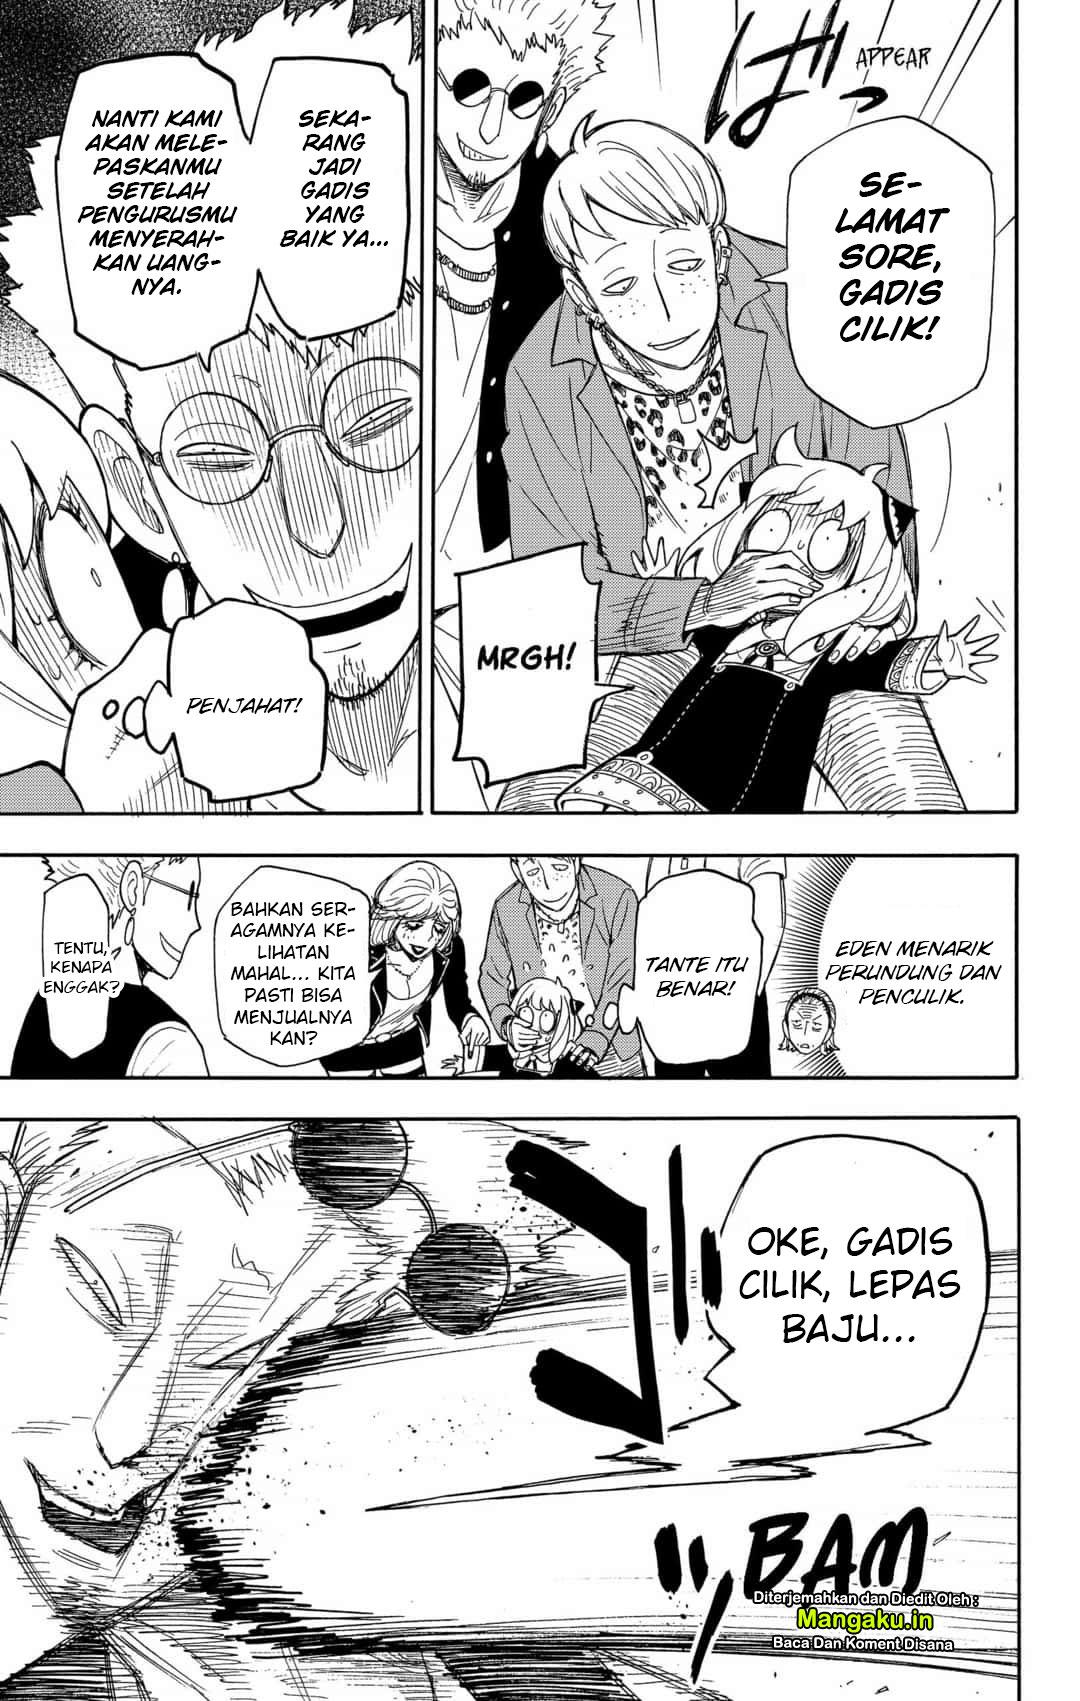 バッ
APPEAR
SE-
LAMAT
SORE,
GADIS
CILIK!
MRGH!
SEKA-
RANG
JADI
GADIS
YANG
BAIK YA...
NANTI KAMI
AKAN MELE-
PASKANMU
SETELAH
PENGURUSMU
MENYERAH-
KAN UANG-
NYA.
PENJAHAT!
EDEN MENARIK
PERUNDUNG DAN
PENCULIK.
TANTE ITU
BENAR!
BAHKAN SER-
AGAMNYA KE-
LIHATAN
MAHAL... KITA
PASTI BISA
MENJUALNYA
KAN?
TENTU,
KENAPA
ENGGAK?
OKE, GADIS
CILIK, LEPAS
BAJU...
BAM
Diterjemahkan dan Diedit Oleh :
Mangaku.in
Baca Dan Koment Disana